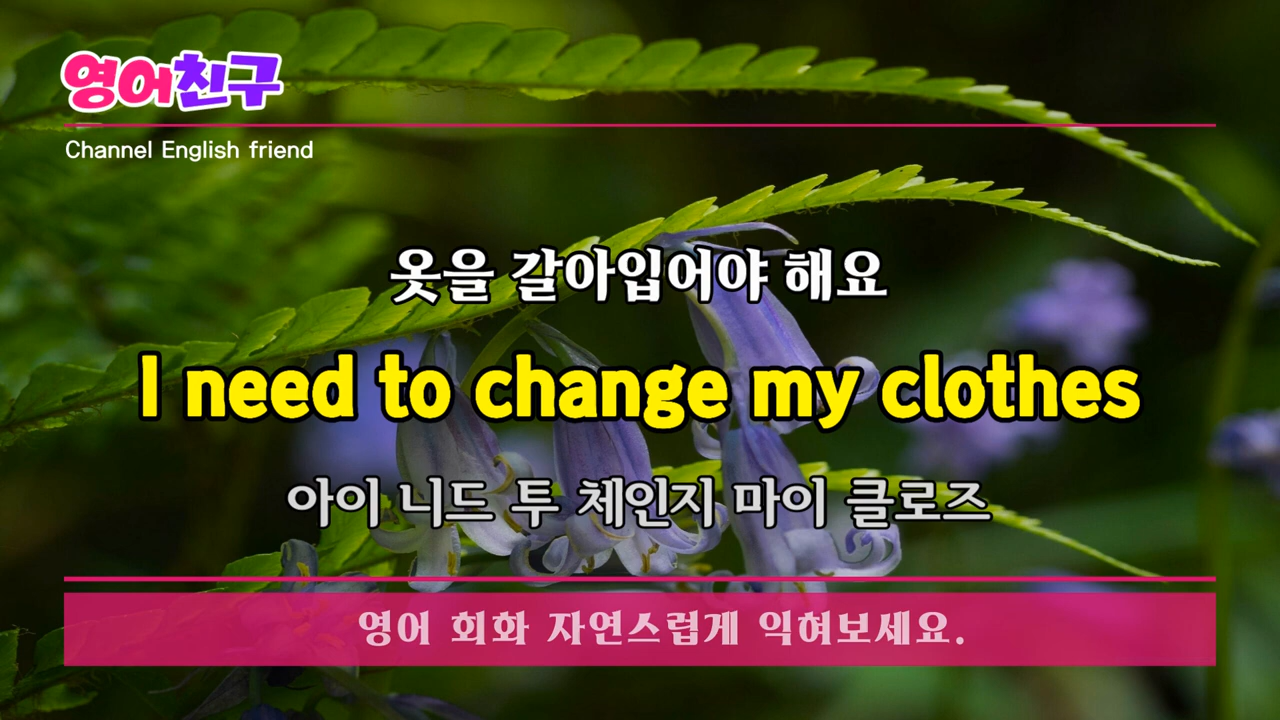 영어친구
Channel English friend
옷을 갈아입어야 해요
I need to change my clothes
아이 니드 투 체인지 마이 클로즈
영어 회화 자연스럽게 익혀보세요.